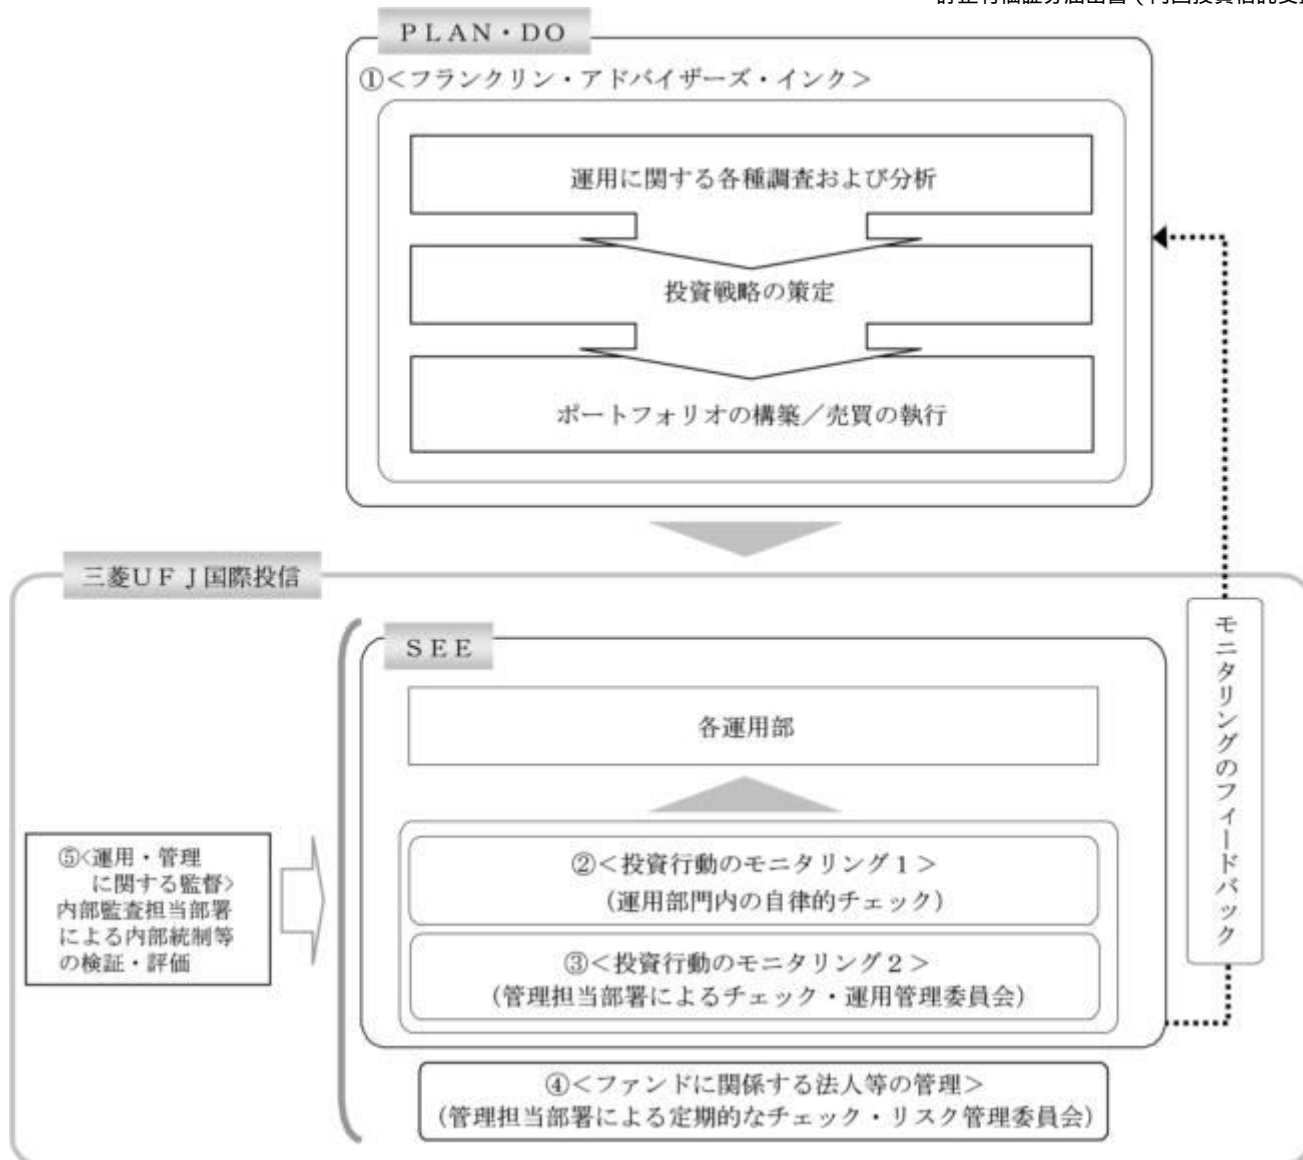 PLAN・DO
①<フランクリン・アドバイザーズ・インク>
運用に関する各種調査および分析
投資戦略の策定
ポートフォリオの構築／売買の執行
三菱UFJ国際投信
SEE
各運用部
②<投資行動のモニタリング1>
(運用部門内の自律的チェック)
③<投資行動のモニタリング2>
(管理担当部署によるチェック・運用管理委員会)
④<ファンドに関係する法人等の管理>
(管理担当部署による定期的なチェック・リスク管理委員会)
⑤<運用・管理
に関する監督>
内部監査担当部署
による内部統制等
の検証・評価
モニタリングのフィードバック